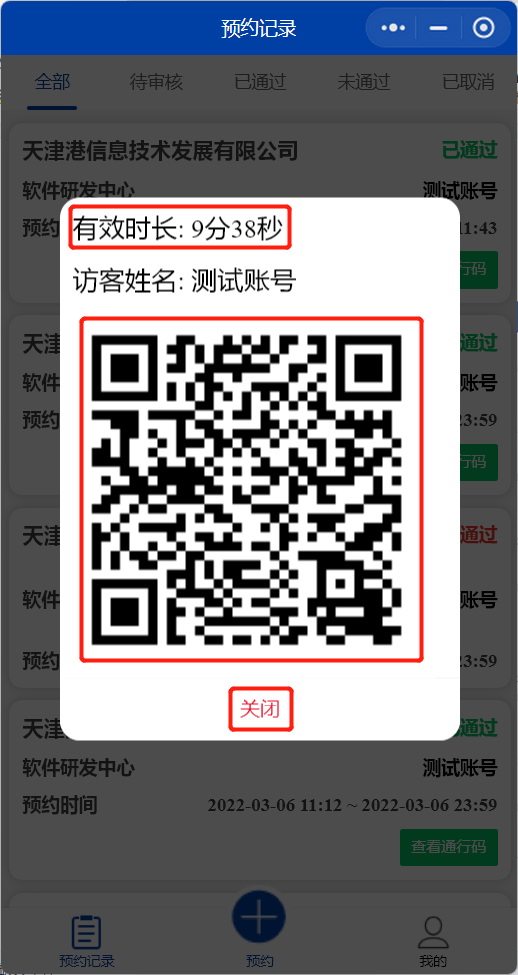 预约记录
全部 待审核 已通过 未通过 已取消
天津港信息技术发展有限公司 已通过
软件研发中心 测试账号
预约 11:43
行码
有效时长: 9分38秒
访客姓名: 测试账号
天津 通过
软件 账号
预约 23:59
行码
天津 通过
软件 账号
预约 23:59
关闭
天津 通过
软件研发中心 测试账号
预约时间 2022-03-06 11:12 ~ 2022-03-06 23:59
查看通行码
预约记录 预约 我的